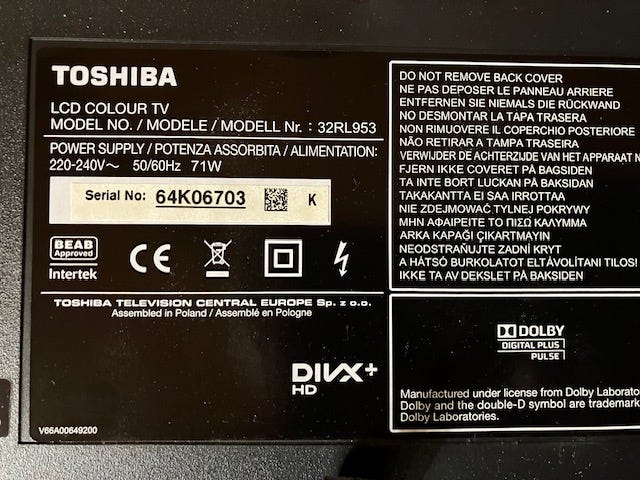 TOSHIBA
LCD COLOUR TV
MODEL NO. / MODELE / MODELL Nr. : 32RL953
POWER SUPPLY / POTENZA ASSORBITA / ALIMENTATION:
220-240V~ 50/60Hz 71W
Serial No: 64K06703 K
BEAB
Approved
Intertek
CE
TOSHIBA TELEVISION CENTRAL EUROPE Sp. z o.o.
Assembled in Poland / Assemblé en Pologne
DIVX+
HD
V66A00649200
DO NOT REMOVE BACK COVER
NE PAS DEPOSER LE PANNEAU ARRIERE
ENTFERNEN SIE NIEMALS DIE RÜCKWAND
NO DESMONTAR LA TAPA TRASERA
NON RIMUOVERE IL COPERCHIO POSTERIORE
NÃO RETIRAR A TAMPA TRASEIRA
VERWIJDER DE ACHTERZIJDE VAN HET APPARAAT N
FJERN IKKE COVERET PÅ BAGSIDEN
TA INTE BORT LUCKAN PÅ BAKSIDAN
TAKAKANTTA EI SAA IRROTTAA
NIE ZDEJMOWAĆ TYLNEJ POKRYWY
ΜΗΝ ΑΦΑΙΡΕΙΤΕ ΤΟ ΠΙΣΩ ΚΑΛΥΜΜΑ
ARKA KAPAĞI ÇIKARTMAYIN
NEODSTRAŇUJTE ZADNÍ KRYT
A HÁTSÓ BURKOLATOT ELTÁVOLÍTANI TILOS!
IKKE TA AV DEKSLET PÅ BAKSIDEN
DOLBY
DIGITAL PLUS
PULSE
Manufactured under license from Dolby Laborato
Dolby and the double-D symbol are trademark
Dolby Laboratories.